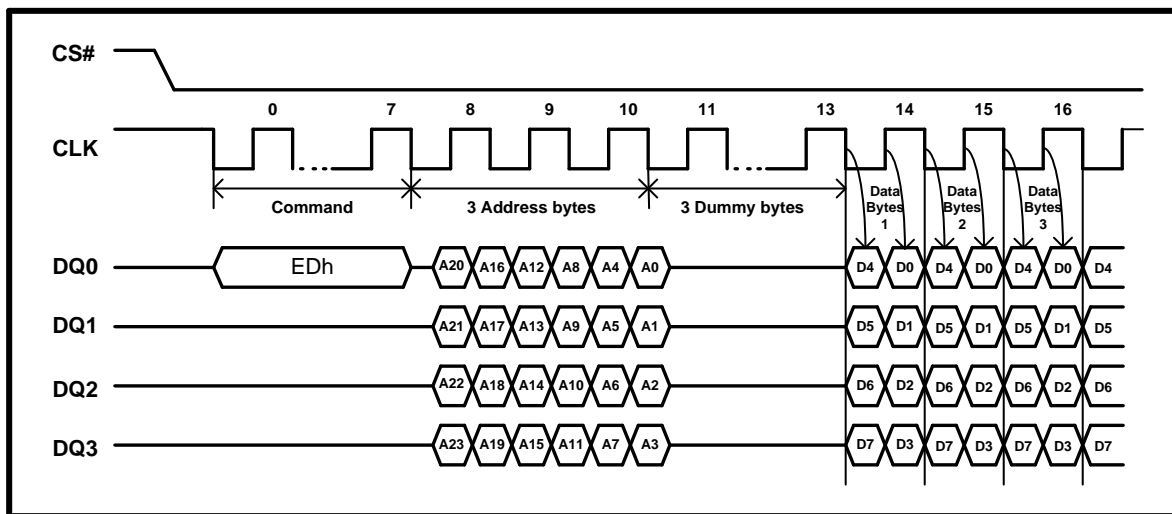 CS#
0 7 8 9 10 11 13 14 15 16
CLK
Command 3 Address bytes 3 Dummy bytes
Data Bytes 1
Data Bytes 2
Data Bytes 3
DQ0 EDh A20 A16 A12 A8 A4 A0 D4 D0 D4 D0 D4 D0 D4
DQ1 A21 A17 A13 A9 A5 A1 D5 D1 D5 D1 D5 D1 D5
DQ2 A22 A18 A14 A10 A6 A2 D6 D2 D6 D2 D6 D2 D6
DQ3 A23 A19 A15 A11 A7 A3 D7 D3 D7 D3 D7 D3 D7